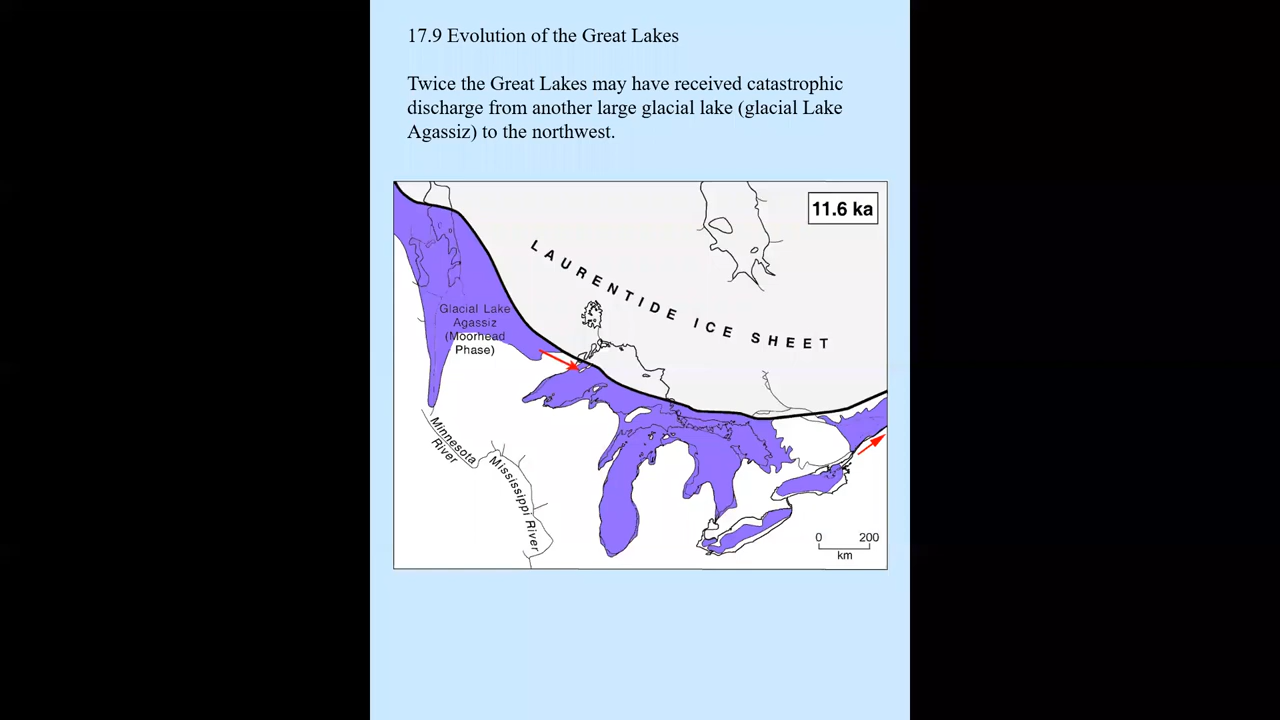 17.9 Evolution of the Great Lakes
Twice the Great Lakes may have received catastrophic
discharge from another large glacial lake (glacial Lake
Agassiz) to the northwest.
11.6 ka
LAURENTIDE ICE SHEET
Glacial Lake
Agassiz
(Moorhead
Phase)
Minnesota
River
Mississippi River
0 200
km